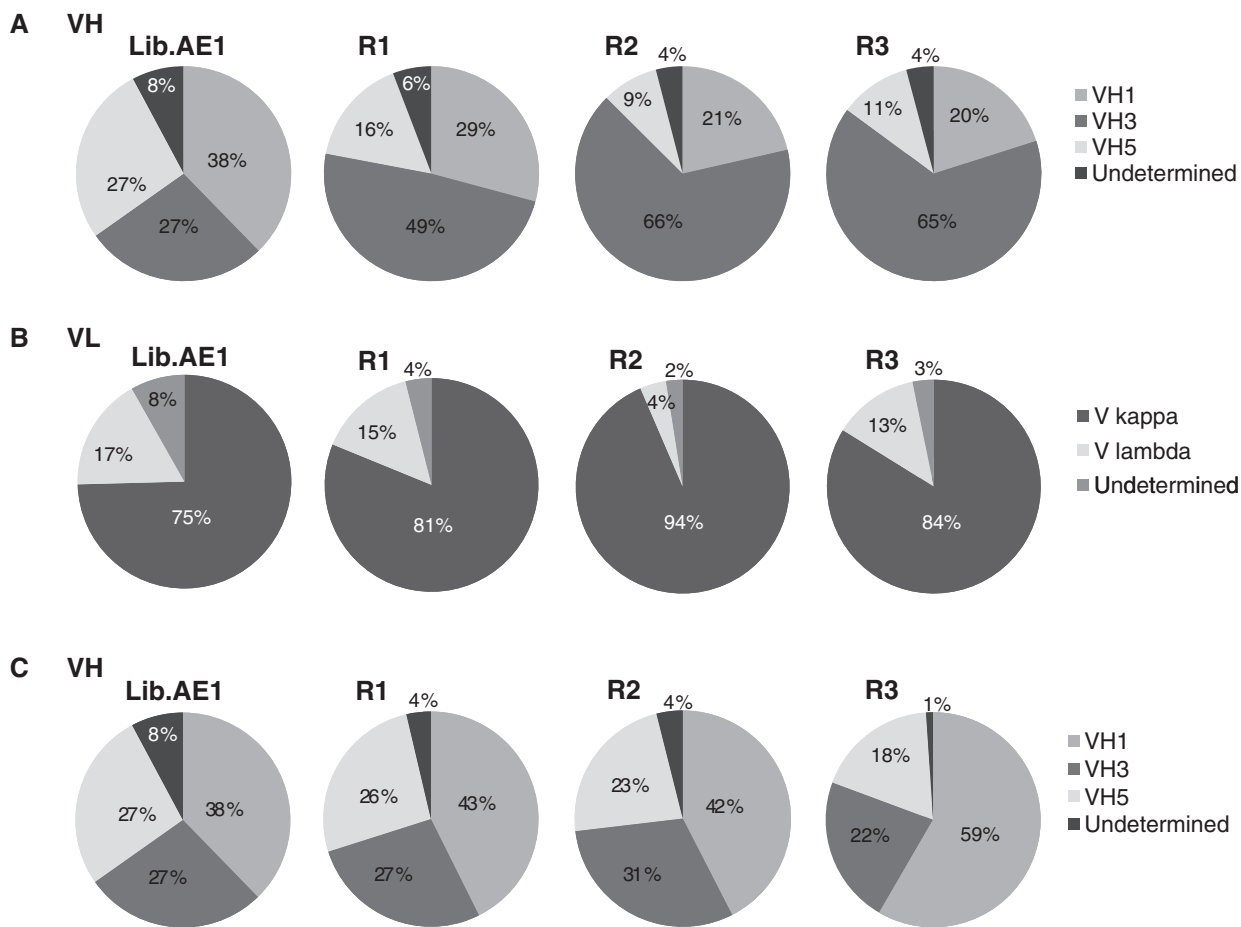 A VH
Lib.AE1 R1 R2 R3
8% 38% 27% 27%
6% 29% 49% 16%
4% 21% 66% 9%
4% 20% 65% 11%
VH1
VH3
VH5
Undetermined
B VL
Lib.AE1 R1 R2 R3
8% 17% 75%
4% 15% 81%
2% 4% 94%
3% 13% 84%
V kappa
V lambda
Undetermined
C VH
Lib.AE1 R1 R2 R3
8% 38% 27% 27%
4% 43% 27% 26%
4% 42% 31% 23%
1% 59% 22% 18%
VH1
VH3
VH5
Undetermined